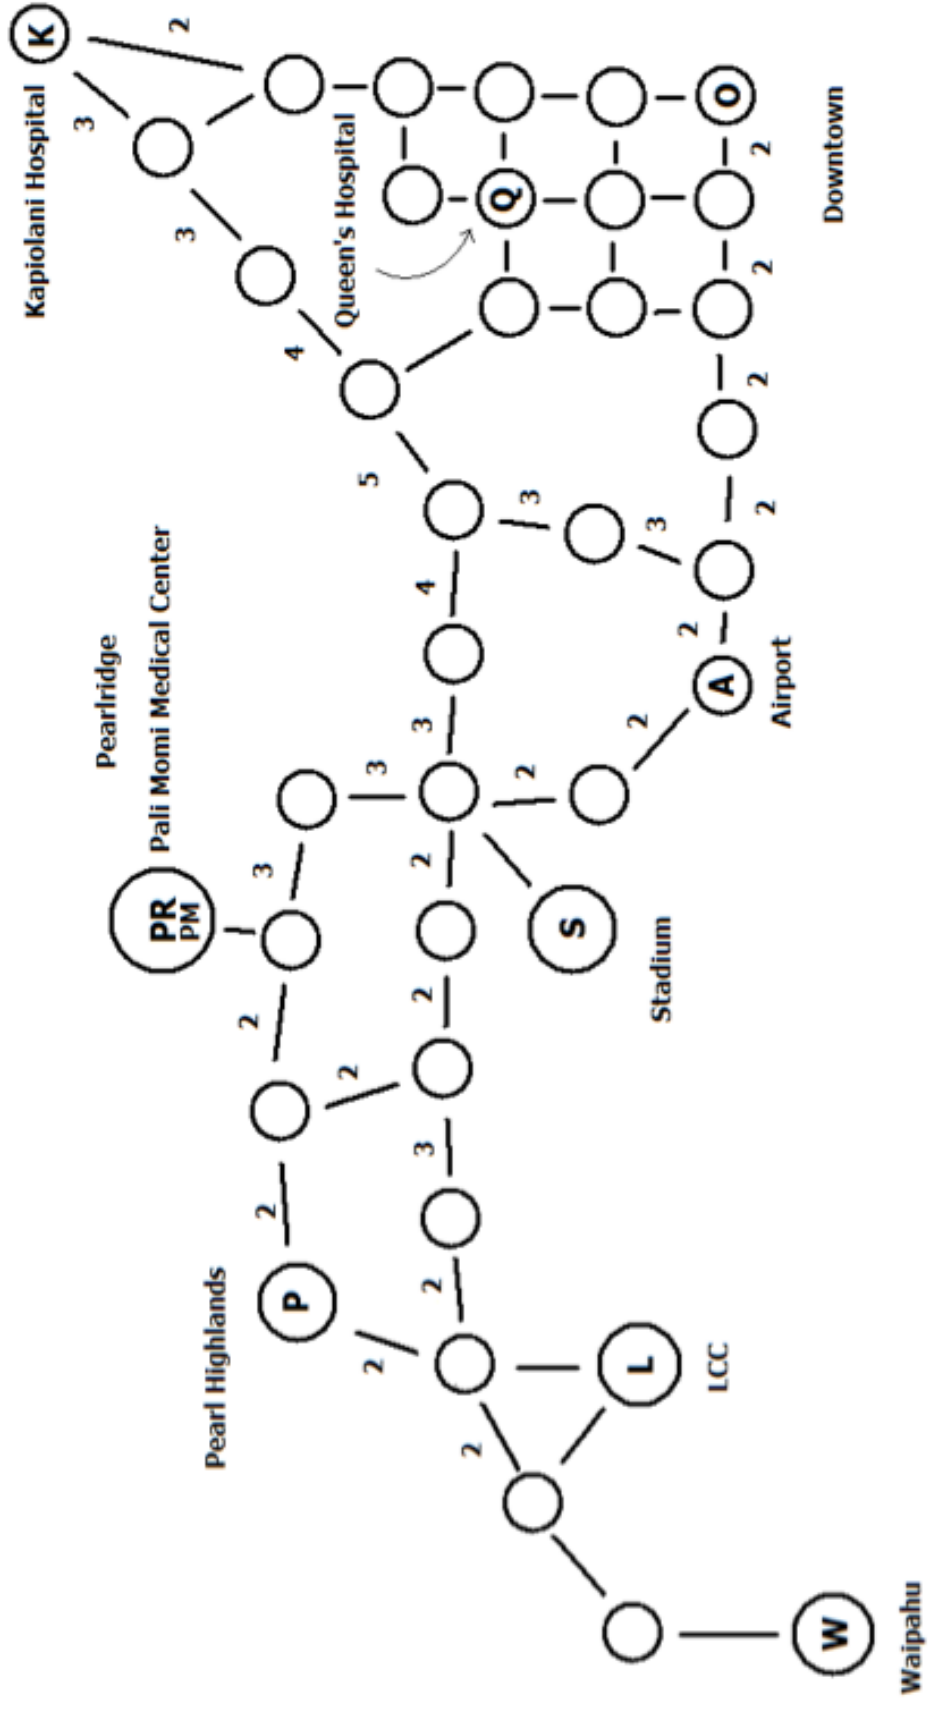 Kapiolani Hospital
K
3
Pearlridge
Pali Momi Medical Center
PR
PM
2
3
Pearl Highlands
2
3
2
4
P
Queen's Hospital
2
5
2
3
2
3
2
2
3
4
2
Q
2
3
S
2
L
3
Stadium
2
LCC
A
O
2
2
2
2
Airport
W
Downtown
Waipahu